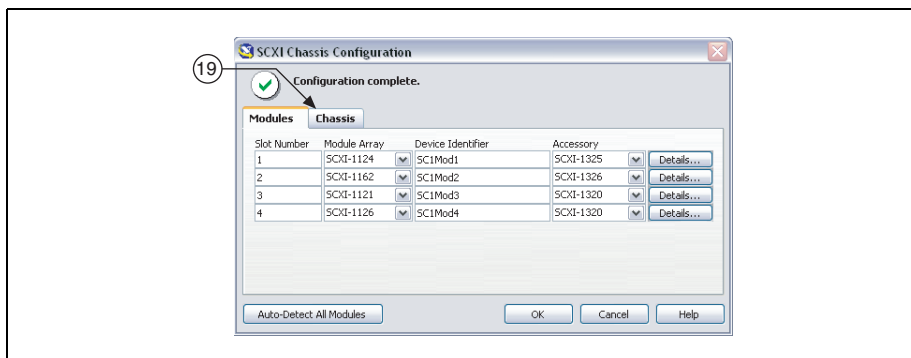 SCXI Chassis Configuration
19
Configuration complete.
Modules Chassis
Slot Number Module Array Device Identifier Accessory
1 SCXI-1124 SC1Mod1 SCXI-1325 Details...
2 SCXI-1162 SC1Mod2 SCXI-1326 Details...
3 SCXI-1121 SC1Mod3 SCXI-1320 Details...
4 SCXI-1126 SC1Mod4 SCXI-1320 Details...
Auto-Detect All Modules OK Cancel Help